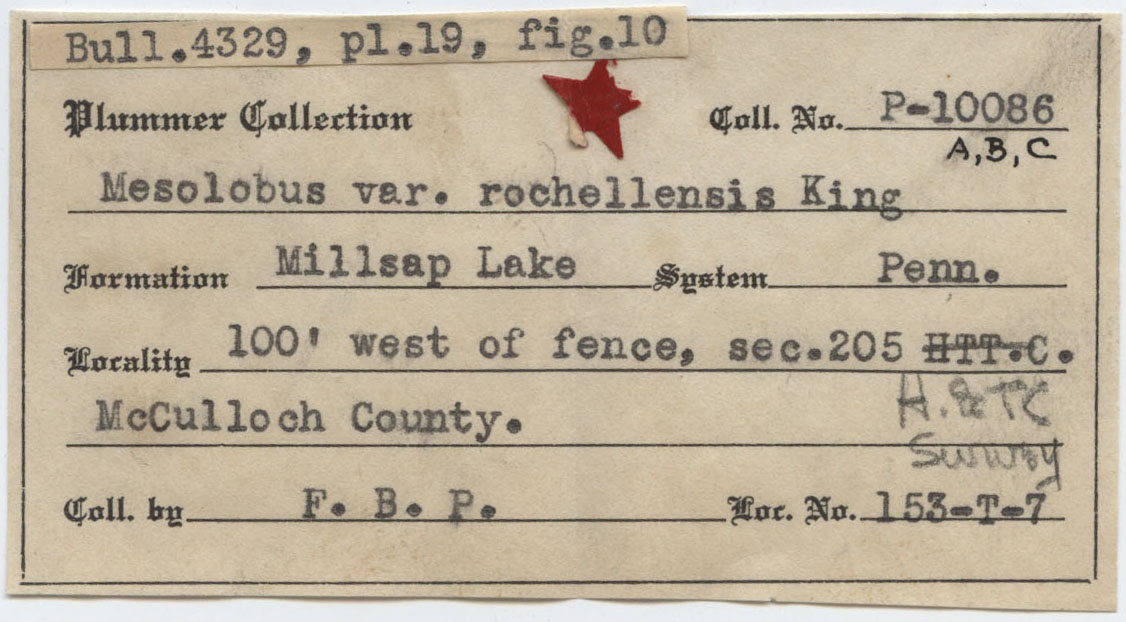 Bull.4329, pl.19, fig.10
Plummer Collection Coll. No. P-10086
A,B,C
Mesolobus var. rochellensis King
Formation Millsap Lake System Penn.
Locality 100' west of fence, sec.205 HTT.C.
McCulloch County. H.&TC
Survey
Coll. by F. B. P. Loc. No. 153-T-7